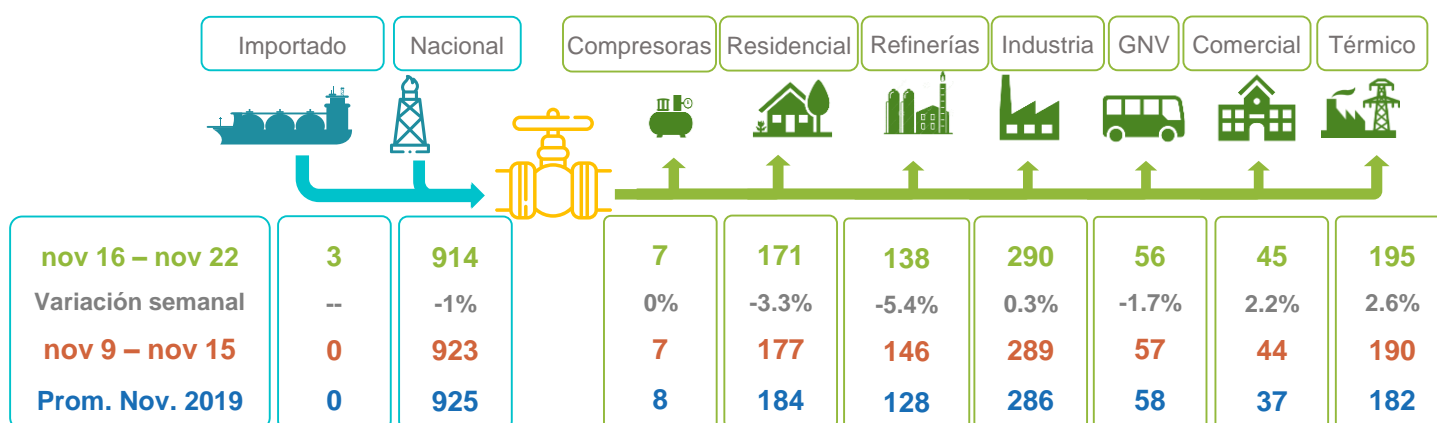 Importado Nacional Compresoras Residencial Refinerías Industria GNV Comercial Térmico
nov 16 – nov 22 3 914 7 171 138 290 56 45 195
Variación semanal -- -1% 0% -3.3% -5.4% 0.3% -1.7% 2.2% 2.6%
nov 9 – nov 15 0 923 7 177 146 289 57 44 190
Prom. Nov. 2019 0 925 8 184 128 286 58 37 182